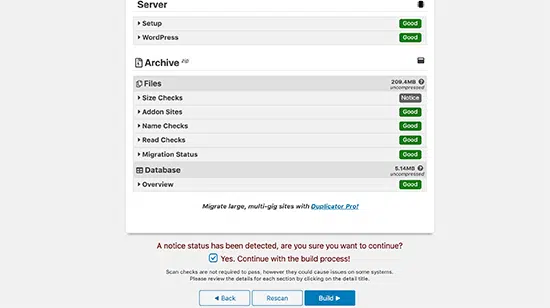 Server
Setup Good
WordPress Good
Archive zip
Files 209.4MB
uncompressed
Size Checks Notice
Addon Sites Good
Name Checks Good
Read Checks Good
Migration Status Good
Database 5.14MB
uncompressed
Overview Good
Migrate large, multi-gig sites with Duplicator Pro!
A notice status has been detected, are you sure you want to continue?
Yes. Continue with the build process!
Scan checks are not required to pass, however they could cause issues on some systems.
Please review the details for each section by clicking on the detail title.
◄ Back Rescan Build ►